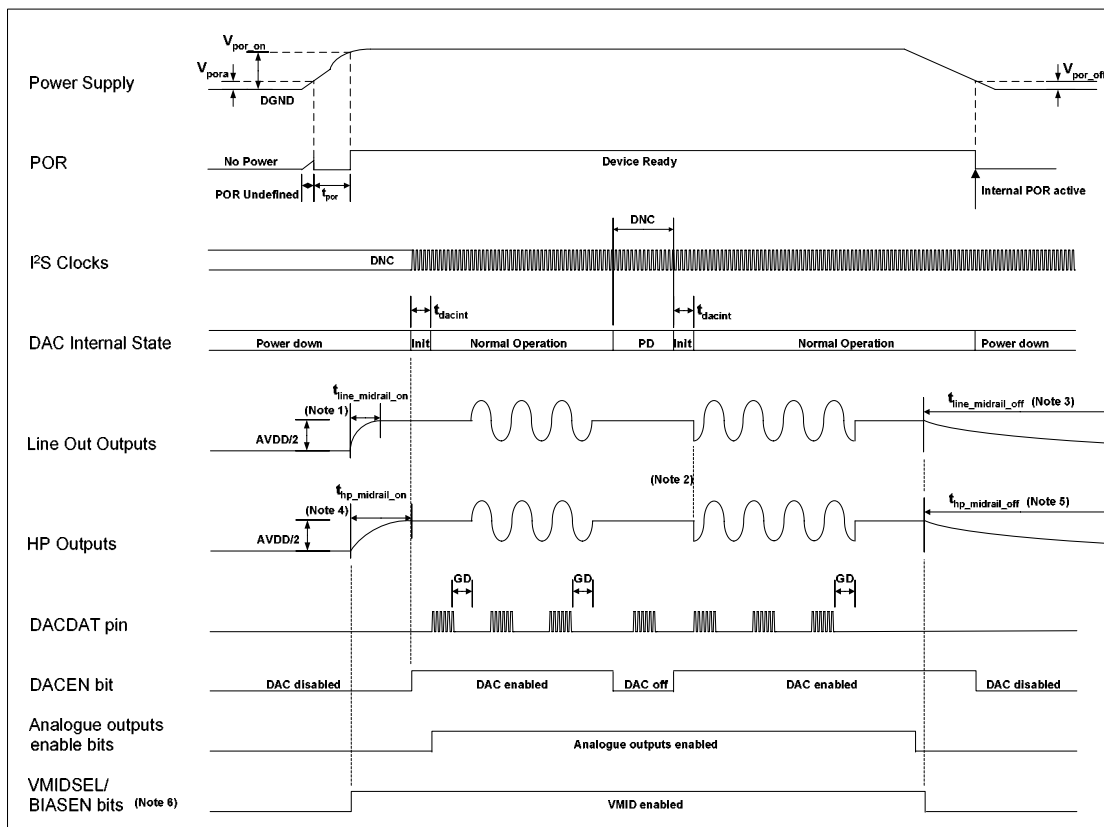 V_por_on
V_pora
V_por_off
Power Supply
DGND
POR
No Power
Device Ready
POR Undefined
t_por
Internal POR active
DNC
I²S Clocks
DNC
t_dacint
t_dacint
DAC Internal State
Power down
Init
Normal Operation
PD
Init
Normal Operation
Power down
t_line_midrail_on
(Note 1)
t_line_midrail_off (Note 3)
Line Out Outputs
AVDD/2
(Note 2)
t_hp_midrail_on
(Note 4)
t_hp_midrail_off (Note 5)
HP Outputs
AVDD/2
GD
GD
GD
DACDAT pin
DACEN bit
DAC disabled
DAC enabled
DAC off
DAC enabled
DAC disabled
Analogue outputs
enable bits
Analogue outputs enabled
VMIDSEL/
BIASEN bits (Note 6)
VMID enabled